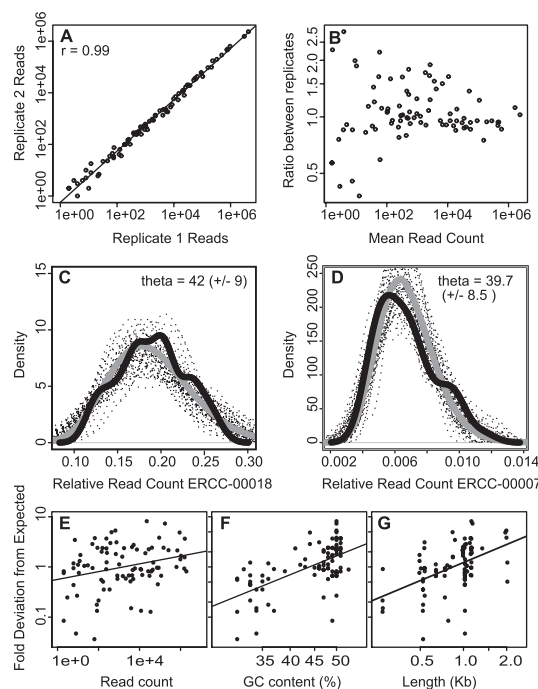 A
r = 0.99
Replicate 2 Reads
1e+00 1e+02 1e+04 1e+06
1e+00 1e+02 1e+04 1e+06
Replicate 1 Reads
B
Ratio between replicates
0.5 1.0 1.5 2.0 2.5
1e+00 1e+02 1e+04 1e+06
Mean Read Count
C
theta = 42 (+/- 9)
Density
0 5 10 15
0.10 0.15 0.20 0.25 0.30
Relative Read Count ERCC-00018
D
theta = 39.7
(+/- 8.5 )
Density
0 50 100 150 200 250
0.002 0.006 0.010 0.014
Relative Read Count ERCC-00007
E
Fold Deviation from Expected
0.1 1 10
1e+0 1e+4
Read count
F
35 40 45 50
GC content (%)
G
0.5 1.0 2.0
Length (Kb)